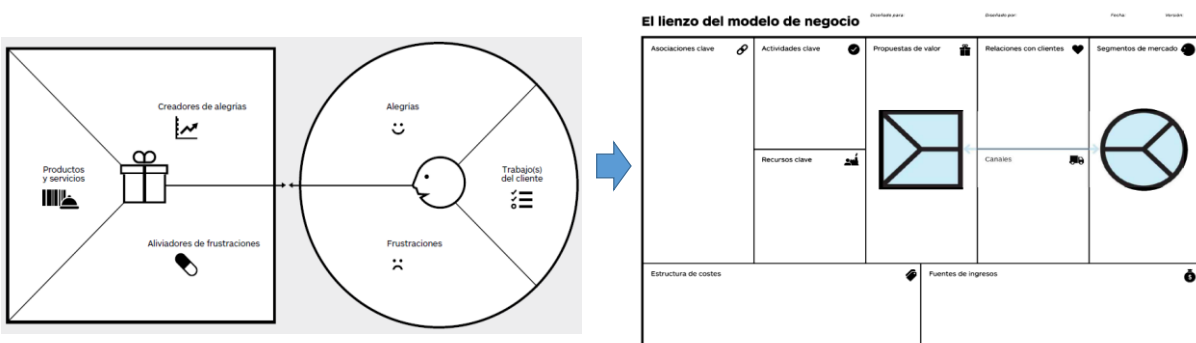 Creadores de alegrías
Alegrías
Productos
y servicios
Trabajo(s)
del cliente
Aliviadores de frustraciones
Frustraciones
El lienzo del modelo de negocio
Diseñado para:
Diseñado por:
Fecha:
Versión:
Asociaciones clave
Actividades clave
Propuestas de valor
Relaciones con clientes
Segmentos de mercado
Recursos clave
Canales
Estructura de costes
Fuentes de ingresos